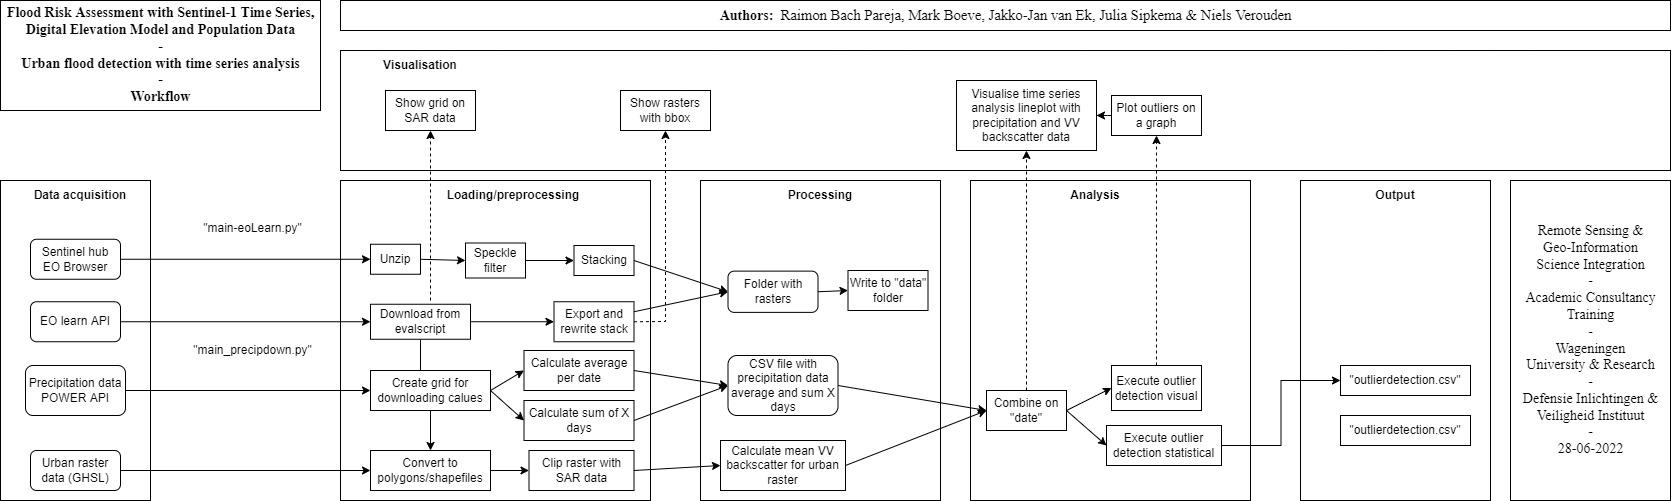 Flood Risk Assessment with Sentinel-1 Time Series,
Digital Elevation Model and Population Data
-
Urban flood detection with time series analysis
-
Workflow
Authors: Raimon Bach Pareja, Mark Boeve, Jakko-Jan van Ek, Julia Sipkema & Niels Verouden
Visualisation
Show grid on
SAR data
Show rasters
with bbox
Visualise time series
analysis lineplot with
precipitation and VV
backscatter data
Plot outliers on
a graph
Data acquisition
Sentinel hub
EO Browser
EO learn API
Precipitation data
POWER API
Urban raster
data (GHSL)
"main-eoLearn.py"
"main_precipdown.py"
Loading/preprocessing
Unzip
Speckle
filter
Stacking
Download from
evalscript
Export and
rewrite stack
Create grid for
downloading calues
Calculate average
per date
Calculate sum of X
days
Convert to
polygons/shapefiles
Clip raster with
SAR data
Processing
Folder with
rasters
Write to "data"
folder
CSV file with
precipitation data
average and sum X
days
Calculate mean VV
backscatter for urban
raster
Analysis
Combine on
"date"
Execute outlier
detection visual
Execute outlier
detection statistical
Output
"outlierdetection.csv"
"outlierdetection.csv"
Remote Sensing &
Geo-Information
Science Integration
-
Academic Consultancy
Training
-
Wageningen
University & Research
-
Defensie Inlichtingen &
Veiligheid Instituut
-
28-06-2022